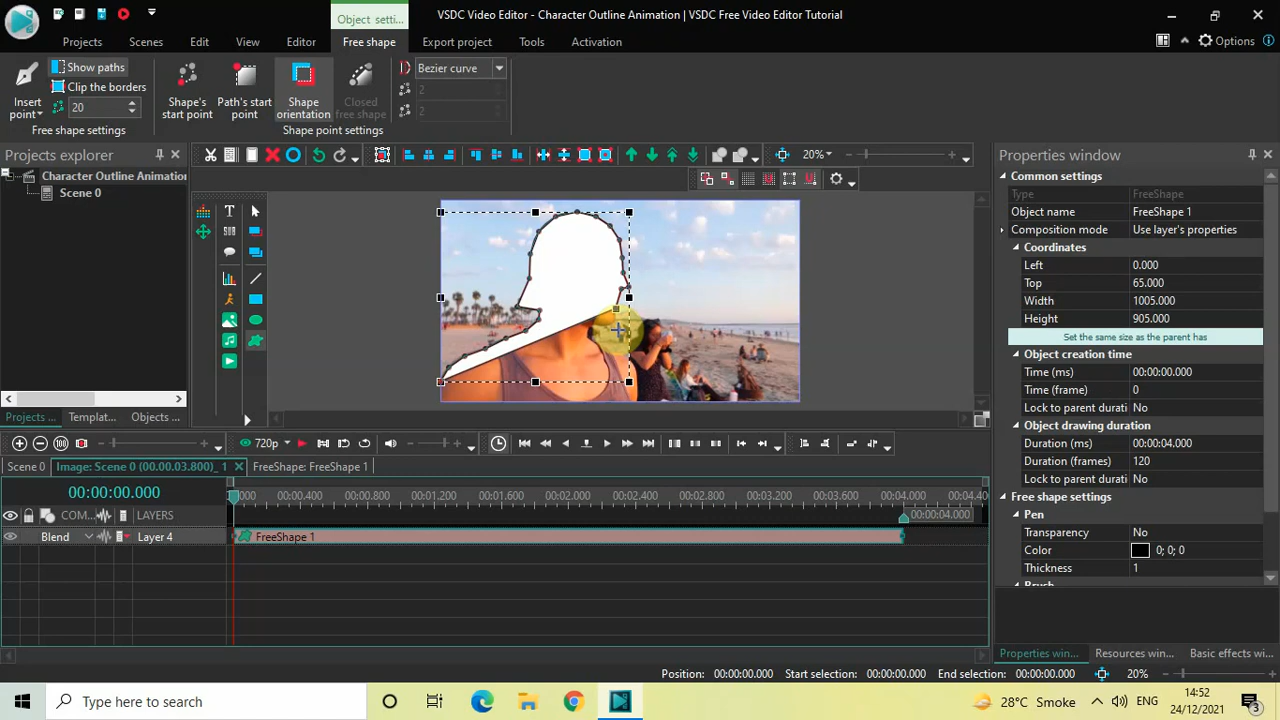 Object setti...
VSDC Video Editor - Character Outline Animation | VSDC Free Video Editor Tutorial
Projects Scenes Edit View Editor Free shape Export project Tools Activation Options
Show paths
Clip the borders
20
Insert point
Free shape settings
Shape's start point
Path's start point
Shape orientation
Closed free shape
Bezier curve
2
2
Shape point settings
Projects explorer
20%
Properties window
Character Outline Animation
Scene 0
Common settings
Type FreeShape
Object name FreeShape 1
Composition mode Use layer's properties
Coordinates
Left 0.000
Top 65.000
Width 1005.000
Height 905.000
Set the same size as the parent has
Object creation time
Time (ms) 00:00:00.000
Time (frame) 0
Lock to parent durati No
Object drawing duration
Duration (ms) 00:00:04.000
Duration (frames) 120
Lock to parent durati No
Free shape settings
Pen
Transparency No
Color 0; 0; 0
Thickness 1
Brush
Projects ... Templat... Objects ...
720p
Scene 0 Image: Scene 0 (00.00.03.800)_ 1 FreeShape: FreeShape 1
00:00:00.000
000 00:00.400 00:00.800 00:01.200 00:01.600 00:02.000 00:02.400 00:02.800 00:03.200 00:03.600 00:04.000 00:04.40
00:00:04.000
COM... LAYERS
Blend Layer 4
FreeShape 1
Properties win... Resources win... Basic effects wi...
Position: 00:00:00.000 Start selection: 00:00:00.000 End selection: 00:00:00.000 20%
Type here to search
28°C Smoke ENG
14:52
24/12/2021
3